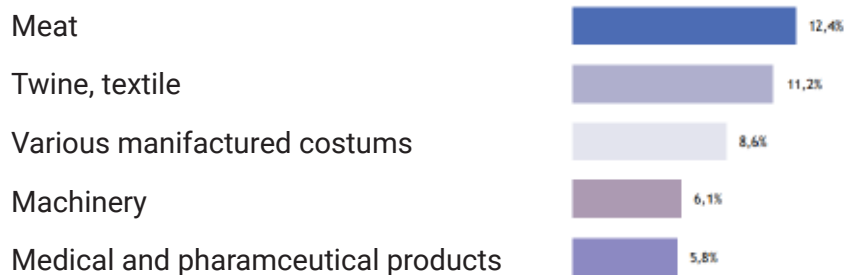 Meat 12,4%
Twine, textile 11,2%
Various manifactured costums 8,6%
Machinery 6,1%
Medical and pharamceutical products 5,8%